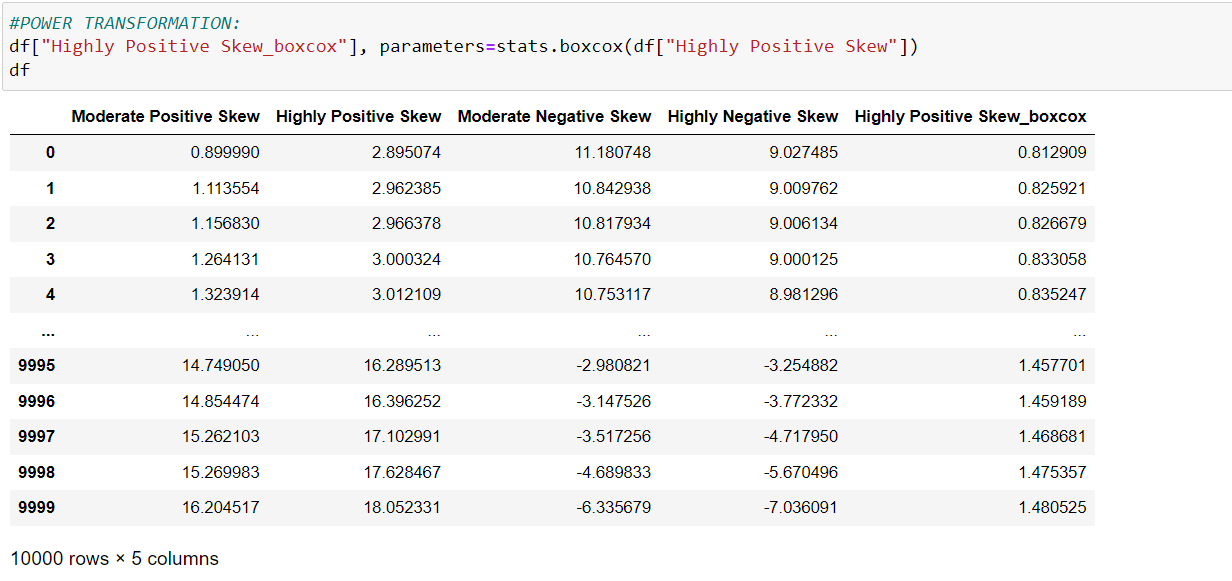 #POWER TRANSFORMATION:
df["Highly Positive Skew_boxcox"], parameters=stats.boxcox(df["Highly Positive Skew"])
df
Moderate Positive Skew Highly Positive Skew Moderate Negative Skew Highly Negative Skew Highly Positive Skew_boxcox
0 0.899990 2.895074 11.180748 9.027485 0.812909
1 1.113554 2.962385 10.842938 9.009762 0.825921
2 1.156830 2.966378 10.817934 9.006134 0.826679
3 1.264131 3.000324 10.764570 9.000125 0.833058
4 1.323914 3.012109 10.753117 8.981296 0.835247
... ... ... ... ... ...
9995 14.749050 16.289513 -2.980821 -3.254882 1.457701
9996 14.854474 16.396252 -3.147526 -3.772332 1.459189
9997 15.262103 17.102991 -3.517256 -4.717950 1.468681
9998 15.269983 17.628467 -4.689833 -5.670496 1.475357
9999 16.204517 18.052331 -6.335679 -7.036091 1.480525
10000 rows × 5 columns